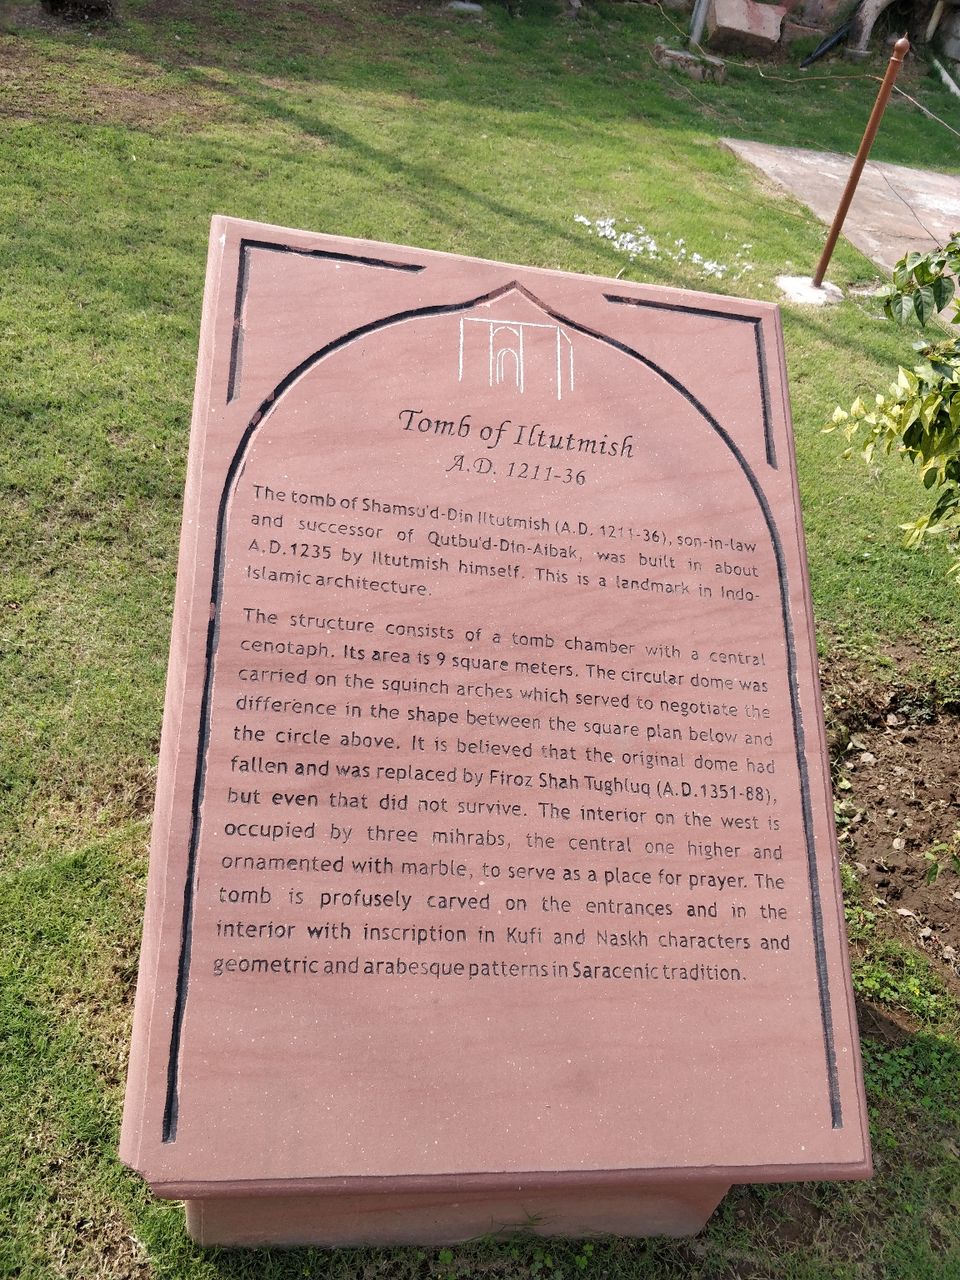 Tomb of Iltutmish
A.D. 1211-36
The tomb of Shamsu'd-Din Iltutmish (A.D. 1211-36), son-in-law
and successor of Qutbu'd-Din-Aibak, was built in about
A.D.1235 by Iltutmish himself. This is a landmark in Indo-
Islamic architecture.
The structure consists of a tomb chamber with a central
cenotaph. Its area is 9 square meters. The circular dome was
carried on the squinch arches which served to negotiate the
difference in the shape between the square plan below and
the circle above. It is believed that the original dome had
fallen and was replaced by Firoz Shah Tughluq (A.D.1351-88),
but even that did not survive. The interior on the west is
occupied by three mihrabs, the central one higher and
ornamented with marble, to serve as a place for prayer. The
tomb is profusely carved on the entrances and in the
interior with inscription in Kufi and Naskh characters and
geometric and arabesque patterns in Saracenic tradition.